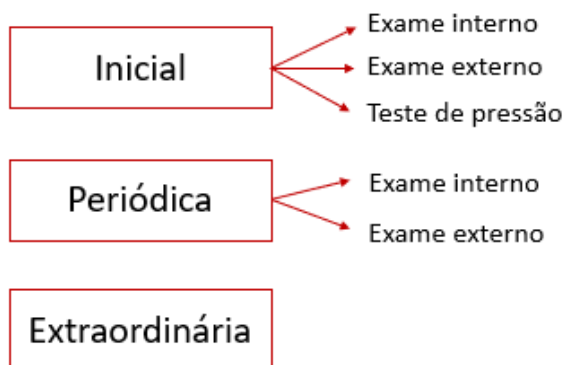 Inicial
Exame interno
Exame externo
Teste de pressão
Periódica
Exame interno
Exame externo
Extraordinária